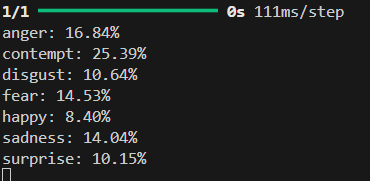 1/1 ━━━━━━━━━━━━━━━━━━━━ 0s 111ms/step
anger: 16.84%
contempt: 25.39%
disgust: 10.64%
fear: 14.53%
happy: 8.40%
sadness: 14.04%
surprise: 10.15%